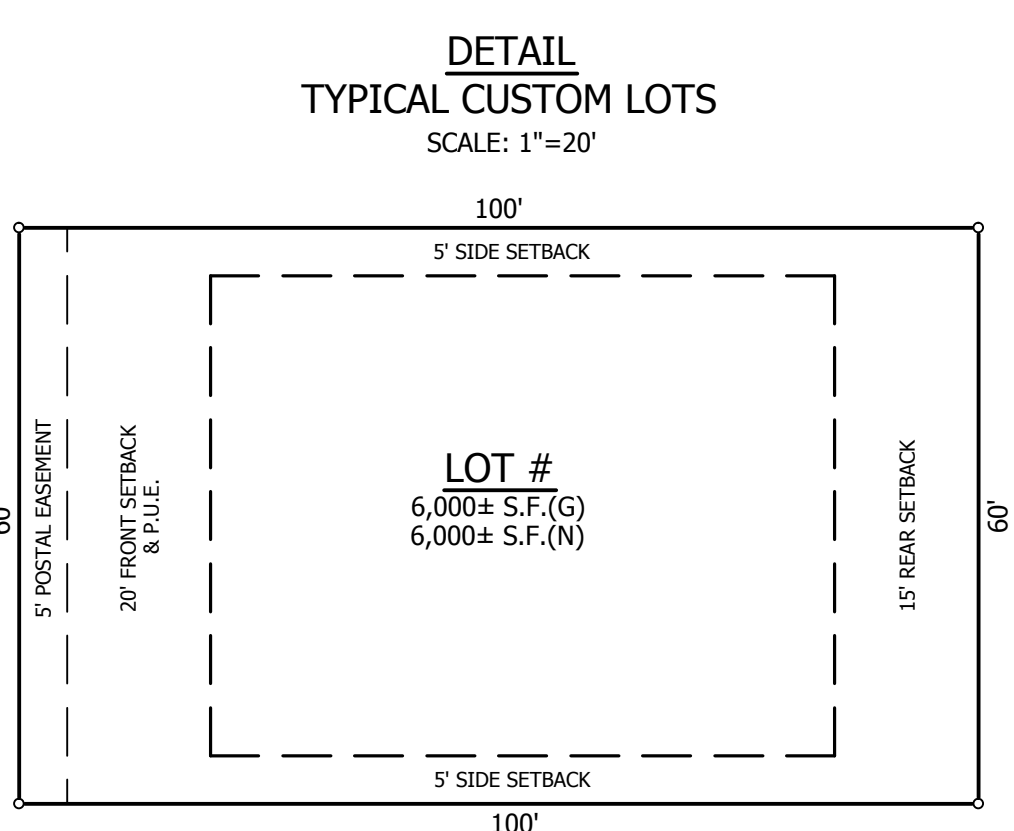 DETAIL
TYPICAL CUSTOM LOTS
SCALE: 1"=20'
100'
5' SIDE SETBACK
60'
5' POSTAL EASEMENT
20' FRONT SETBACK
& P.U.E.
LOT #
6,000± S.F.(G)
6,000± S.F.(N)
15' REAR SETBACK
60'
5' SIDE SETBACK
100'